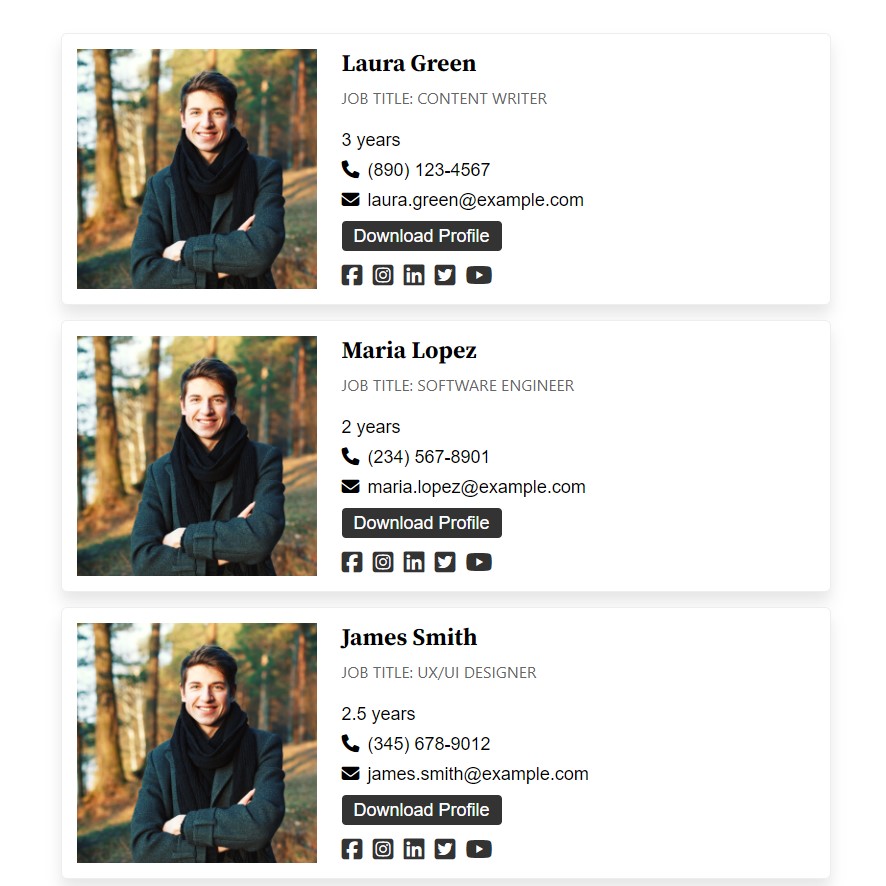 Laura Green
JOB TITLE: CONTENT WRITER
3 years
(890) 123-4567
laura.green@example.com
Download Profile
Maria Lopez
JOB TITLE: SOFTWARE ENGINEER
2 years
(234) 567-8901
maria.lopez@example.com
Download Profile
James Smith
JOB TITLE: UX/UI DESIGNER
2.5 years
(345) 678-9012
james.smith@example.com
Download Profile